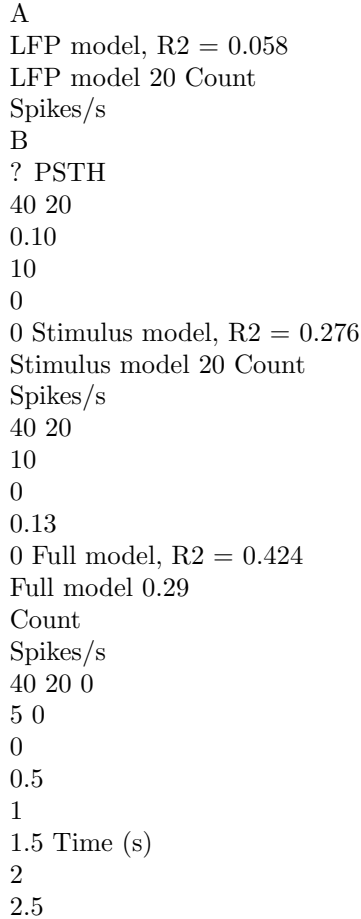 A
LFP model, R2 = 0.058
LFP model 20 Count
Spikes/s
B
? PSTH
40 20
0.10
10
0
0 Stimulus model, R2 = 0.276
Stimulus model 20 Count
Spikes/s
40 20
10
0
0.13
0 Full model, R2 = 0.424
Full model 0.29
Count
Spikes/s
40 20 0
5 0
0
0.5
1
1.5 Time (s)
2
2.5